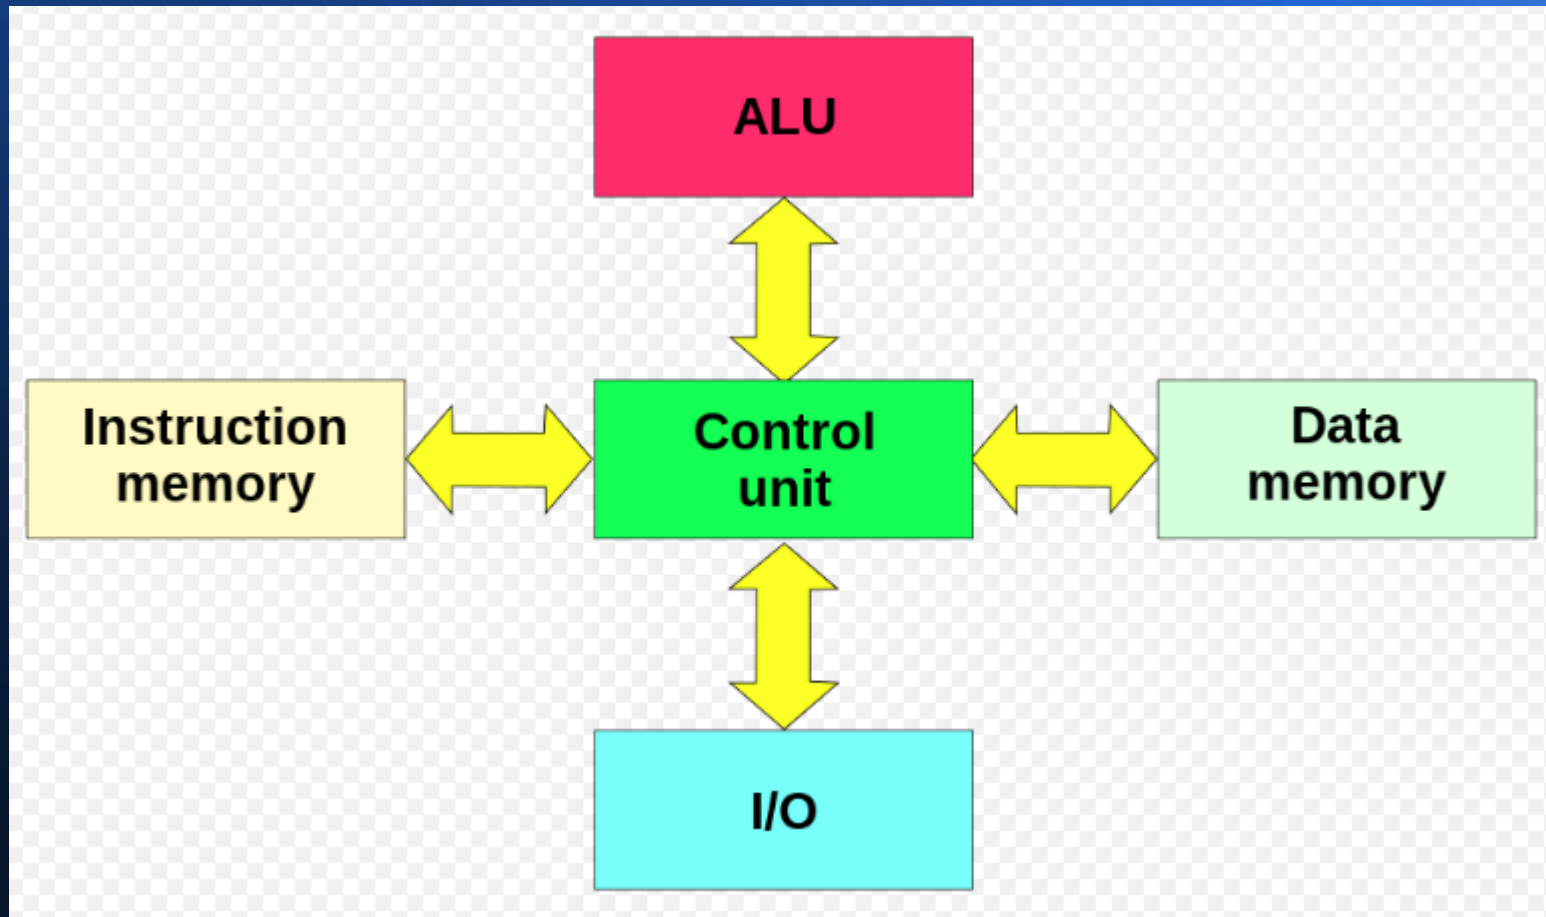 ALU
Instruction
memory
Control
unit
Data
memory
I/O